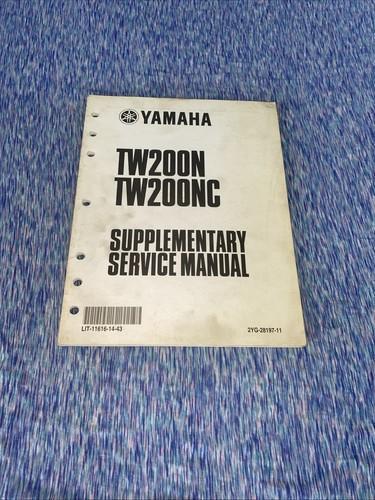 YAMAHA
TW200N
TW200NC
SUPPLEMENTARY
SERVICE MANUAL
LIT-11616-14-43
2YG-28197-11